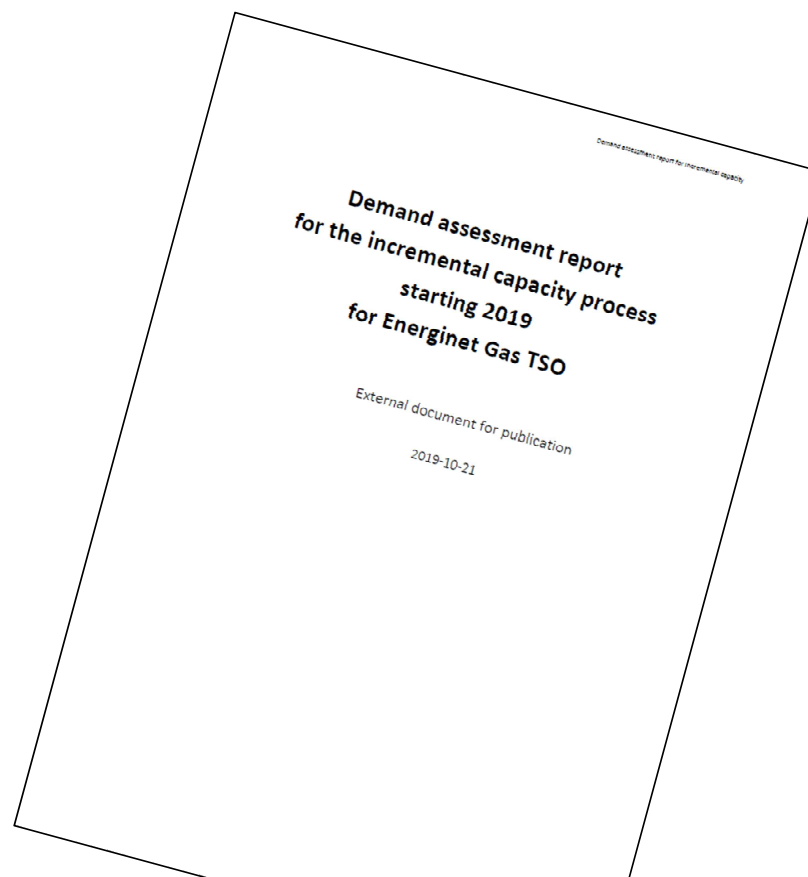 Demand assessment report for incremental capacity
Demand assessment report
for the incremental capacity process
starting 2019
for Energinet Gas TSO
External document for publication
2019-10-21